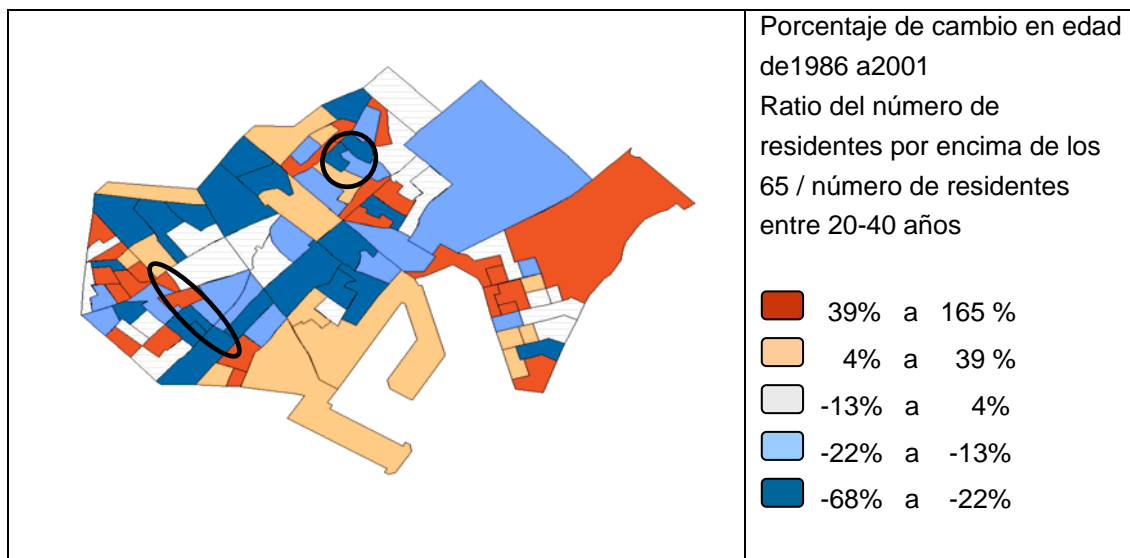 Porcentaje de cambio en edad
de1986 a2001
Ratio del número de
residentes por encima de los
65 / número de residentes
entre 20-40 años
39% a 165 %
4% a 39 %
-13% a 4%
-22% a -13%
-68% a -22%